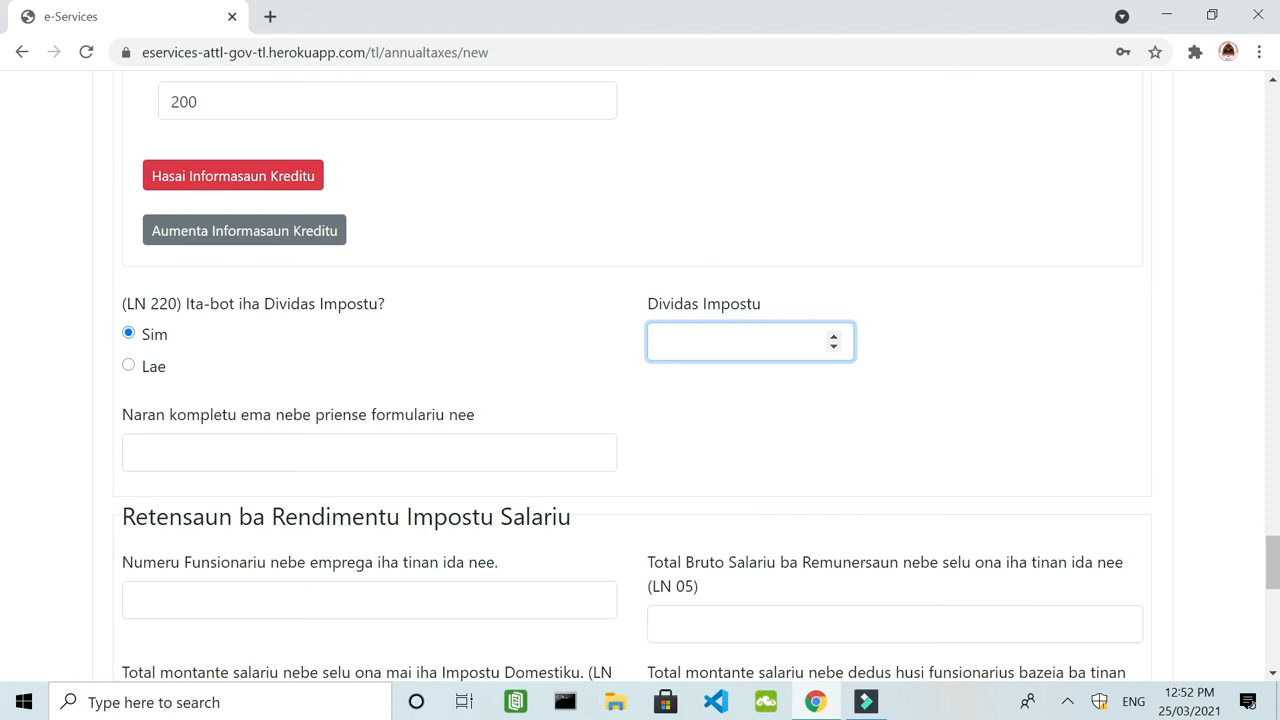 e-Services
eservices-attl-gov-tl.herokuapp.com/tl/annualtaxes/new
200
Hasai Informasaun Kreditu
Aumenta Informasaun Kreditu
(LN 220) Ita-bot iha Dividas Impostu?
Dividas Impostu
Sim
Lae
Naran kompletu ema nebe priense formulariu nee
Retensaun ba Rendimentu Impostu Salariu
Numeru Funsionariu nebe emprega iha tinan ida nee.
Total Bruto Salariu ba Remunersaun nebe selu ona iha tinan ida nee
(LN 05)
Total montante salariu nebe selu ona mai iha Impostu Domestiku. (LN
Total montante salariu nebe dedus husi funsionarius bazeia ba tinan
Type here to search
ENG
12:52 PM
25/03/2021